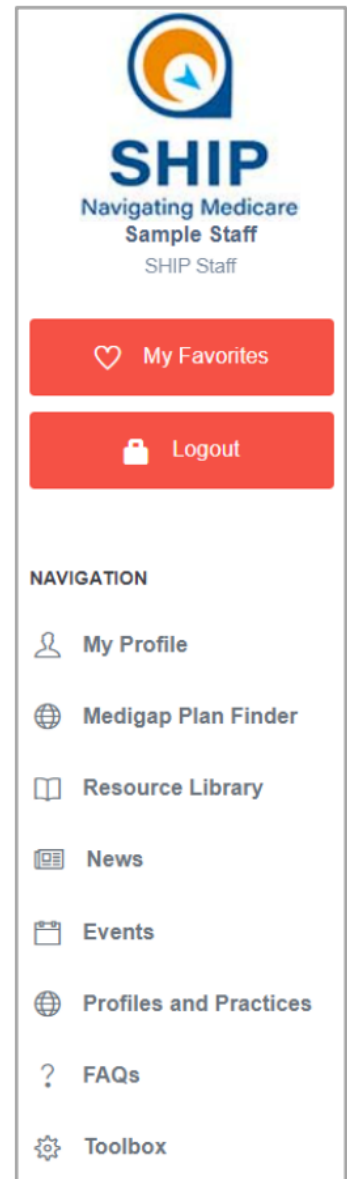 SHIP
Navigating Medicare
Sample Staff
SHIP Staff
My Favorites
Logout
NAVIGATION
My Profile
Medigap Plan Finder
Resource Library
News
Events
Profiles and Practices
FAQs
Toolbox